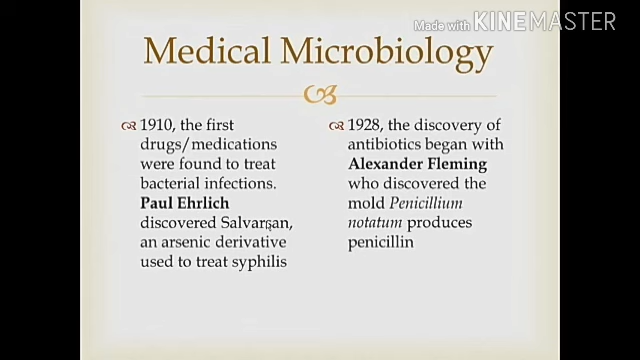 Made with KINEMASTER
Medical Microbiology
1910, the first
drugs/medications
were found to treat
bacterial infections.
Paul Ehrlich
discovered Salvarsan,
an arsenic derivative
used to treat syphilis
1928, the discovery of
antibiotics began with
Alexander Fleming
who discovered the
mold Penicillium
notatum produces
penicillin